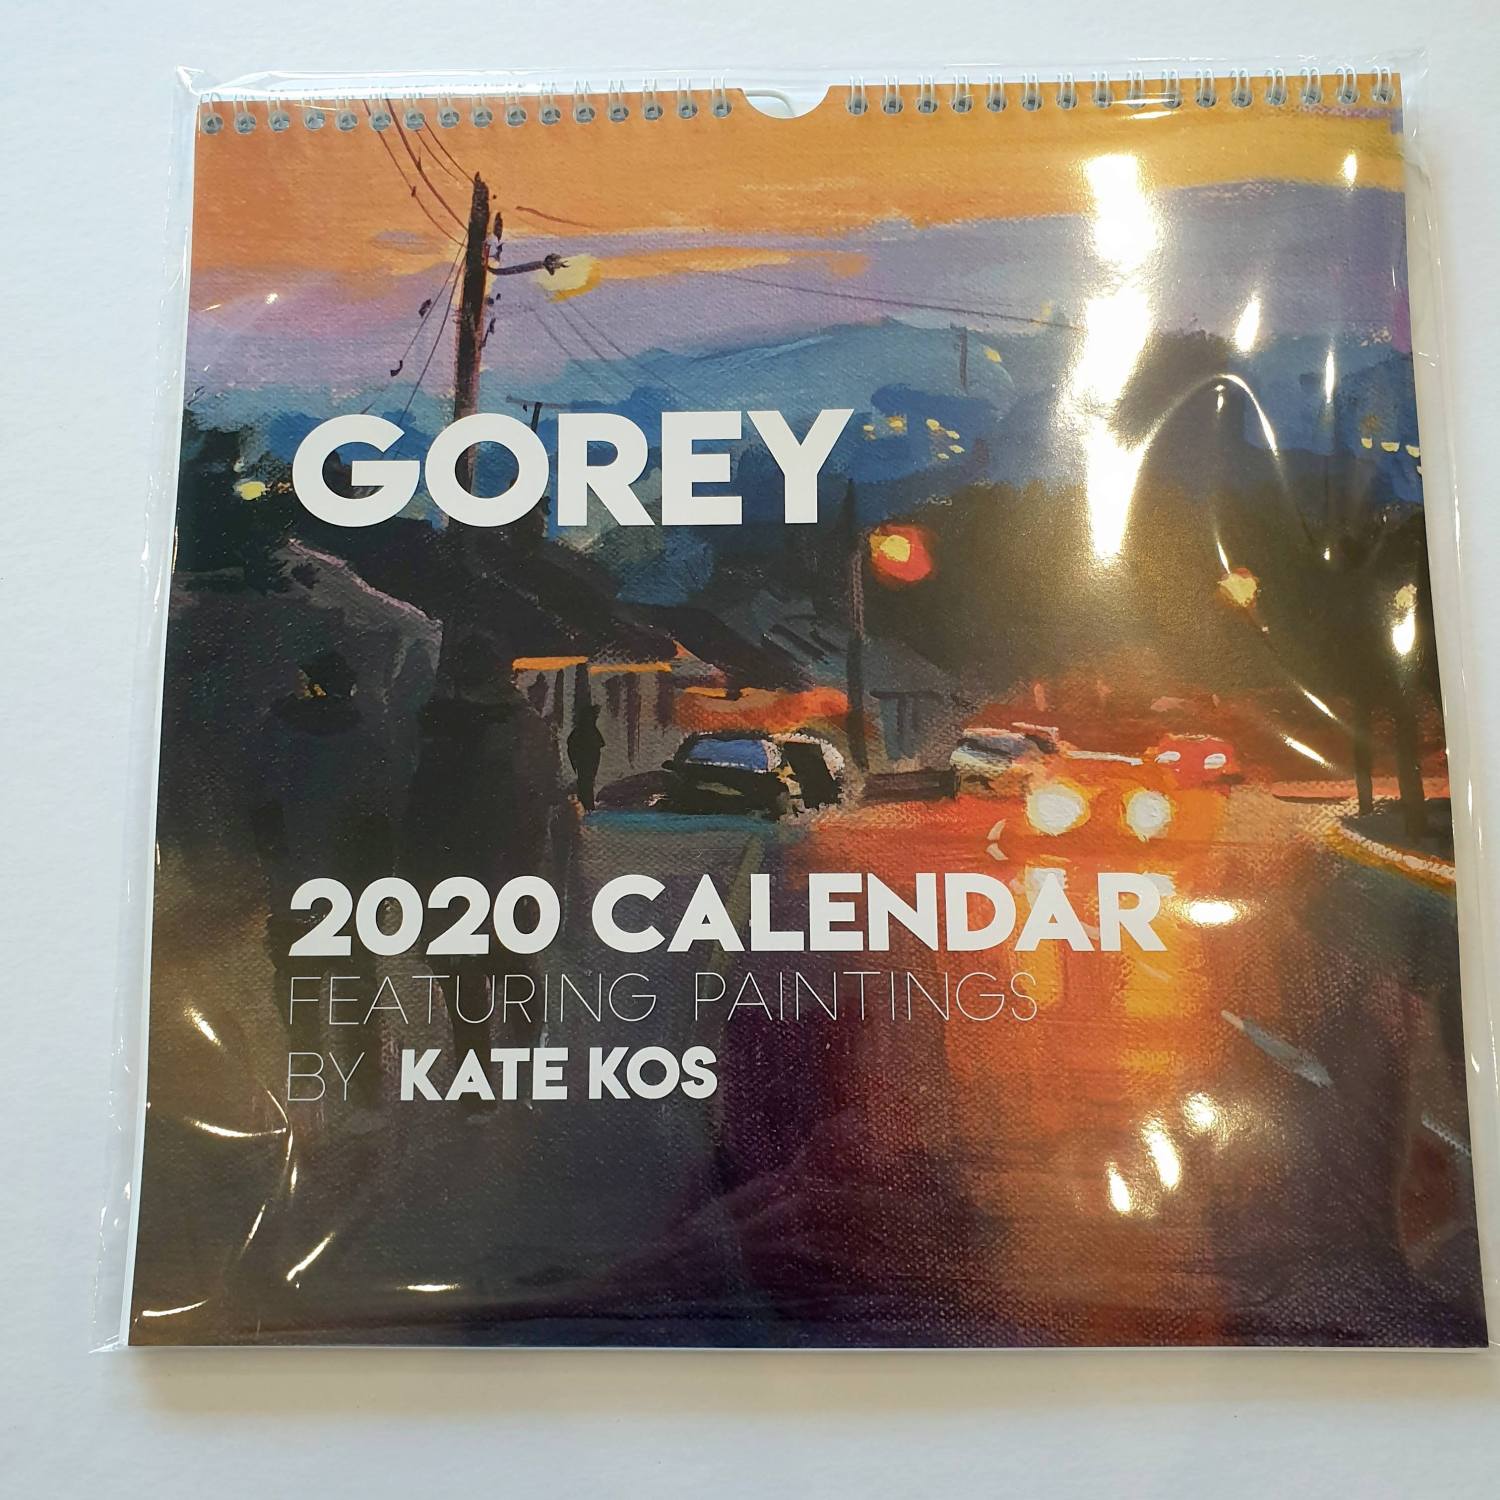 GOREY
2020 CALENDAR
FEATURING PAINTINGS
BY KATE KOS